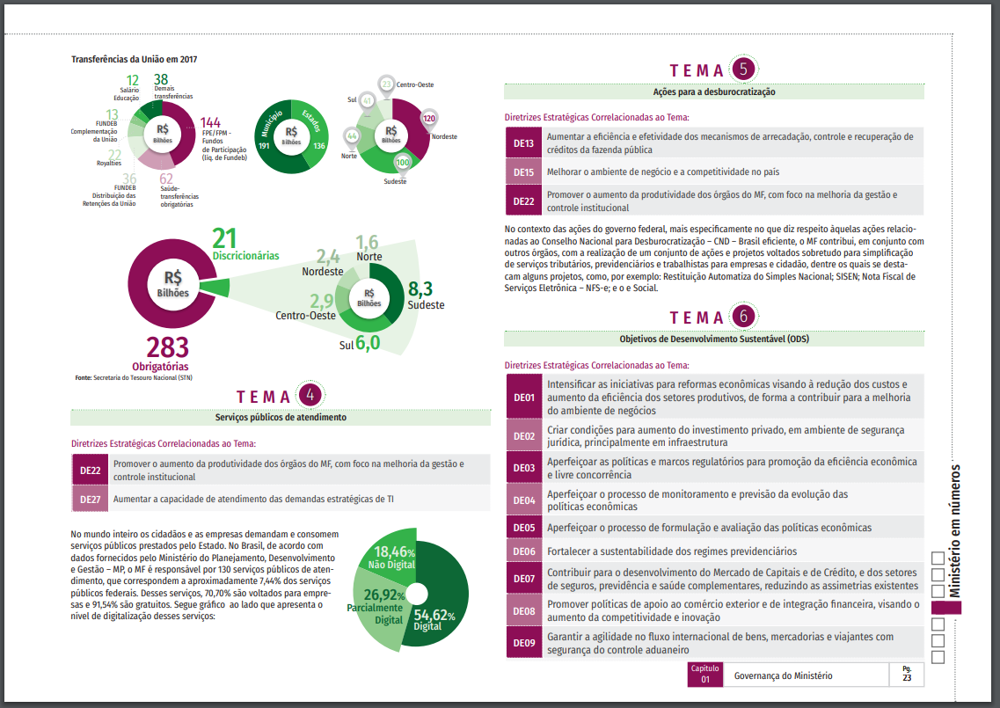 Transferências da União em 2017
12
Salário
Educação
38
Demais
transferências
13
FUNDEB
Complementação
da União
22
Royalties
36
FUNDEB
Distribuição das
Retenções da União
62
Saúde-
transferências
obrigatórias
144
FPE/FPM -
Fundos
de Participação
(líq. de Fundeb)
R$
Bilhões
Município
191
Estados
136
R$
Bilhões
23
Centro-Oeste
Sul
41
120
Nordeste
44
Norte
100
Sudeste
R$
Bilhões
21
Discricionárias
R$
Bilhões
283
Obrigatórias
1,6
Norte
2,4
Nordeste
2,9
Centro-Oeste
R$
Bilhões
8,3
Sudeste
Sul 6,0
Fonte: Secretaria do Tesouro Nacional (STN)
TEMA 4
Serviços públicos de atendimento
Diretrizes Estratégicas Correlacionadas ao Tema:
DE22 Promover o aumento da produtividade dos órgãos do MF, com foco na melhoria da gestão e
controle institucional
DE27 Aumentar a capacidade de atendimento das demandas estratégicas de TI
No mundo inteiro os cidadãos e as empresas demandam e consomem
serviços públicos prestados pelo Estado. No Brasil, de acordo com
dados fornecidos pelo Ministério do Planejamento, Desenvolvimento
e Gestão – MP, o MF é responsável por 130 serviços públicos de aten-
dimento, que correspondem a aproximadamente 7,44% dos serviços
públicos federais. Desses serviços, 70,70% são voltados para empre-
sas e 91,54% são gratuitos. Segue gráfico ao lado que apresenta o
nível de digitalização desses serviços:
18,46%
Não Digital
26,92%
Parcialmente
Digital
54,62%
Digital
TEMA 5
Ações para a desburocratização
Diretrizes Estratégicas Correlacionadas ao Tema:
DE13 Aumentar a eficiência e efetividade dos mecanismos de arrecadação, controle e recuperação de
créditos da fazenda pública
DE15 Melhorar o ambiente de negócio e a competitividade no país
DE22 Promover o aumento da produtividade dos órgãos do MF, com foco na melhoria da gestão e
controle institucional
No contexto das ações do governo federal, mais especificamente no que diz respeito àquelas ações relacio-
nadas ao Conselho Nacional para Desburocratização – CND – Brasil eficiente, o MF contribui, em conjunto com
outros órgãos, com a realização de um conjunto de ações e projetos voltados sobretudo para simplificação
de serviços tributários, previdenciários e trabalhistas para empresas e cidadão, dentre os quais se desta-
cam alguns projetos, como, por exemplo: Restituição Automatiza do Simples Nacional; SISEN; Nota Fiscal de
Serviços Eletrônica – NFS-e; e o e Social.
TEMA 6
Objetivos de Desenvolvimento Sustentável (ODS)
Diretrizes Estratégicas Correlacionadas ao Tema:
DE01 Intensificar as iniciativas para reformas econômicas visando à redução dos custos e
aumento da eficiência dos setores produtivos, de forma a contribuir para a melhoria
do ambiente de negócios
DE02 Criar condições para aumento do investimento privado, em ambiente de segurança
jurídica, principalmente em infraestrutura
DE03 Aperfeiçoar as políticas e marcos regulatórios para promoção da eficiência econômica
e livre concorrência
DE04 Aperfeiçoar o processo de monitoramento e previsão da evolução das
políticas econômicas
DE05 Aperfeiçoar o processo de formulação e avaliação das políticas econômicas
DE06 Fortalecer a sustentabilidade dos regimes previdenciários
DE07 Contribuir para o desenvolvimento do Mercado de Capitais e de Crédito, e dos setores
de seguros, previdência e saúde complementares, reduzindo as assimetrias existentes
DE08 Promover políticas de apoio ao comércio exterior e de integração financeira, visando o
aumento da competitividade e inovação
DE09 Garantir a agilidade no fluxo internacional de bens, mercadorias e viajantes com
segurança do controle aduaneiro
Ministério em números
Capítulo
01
Governança do Ministério
Pg.
23